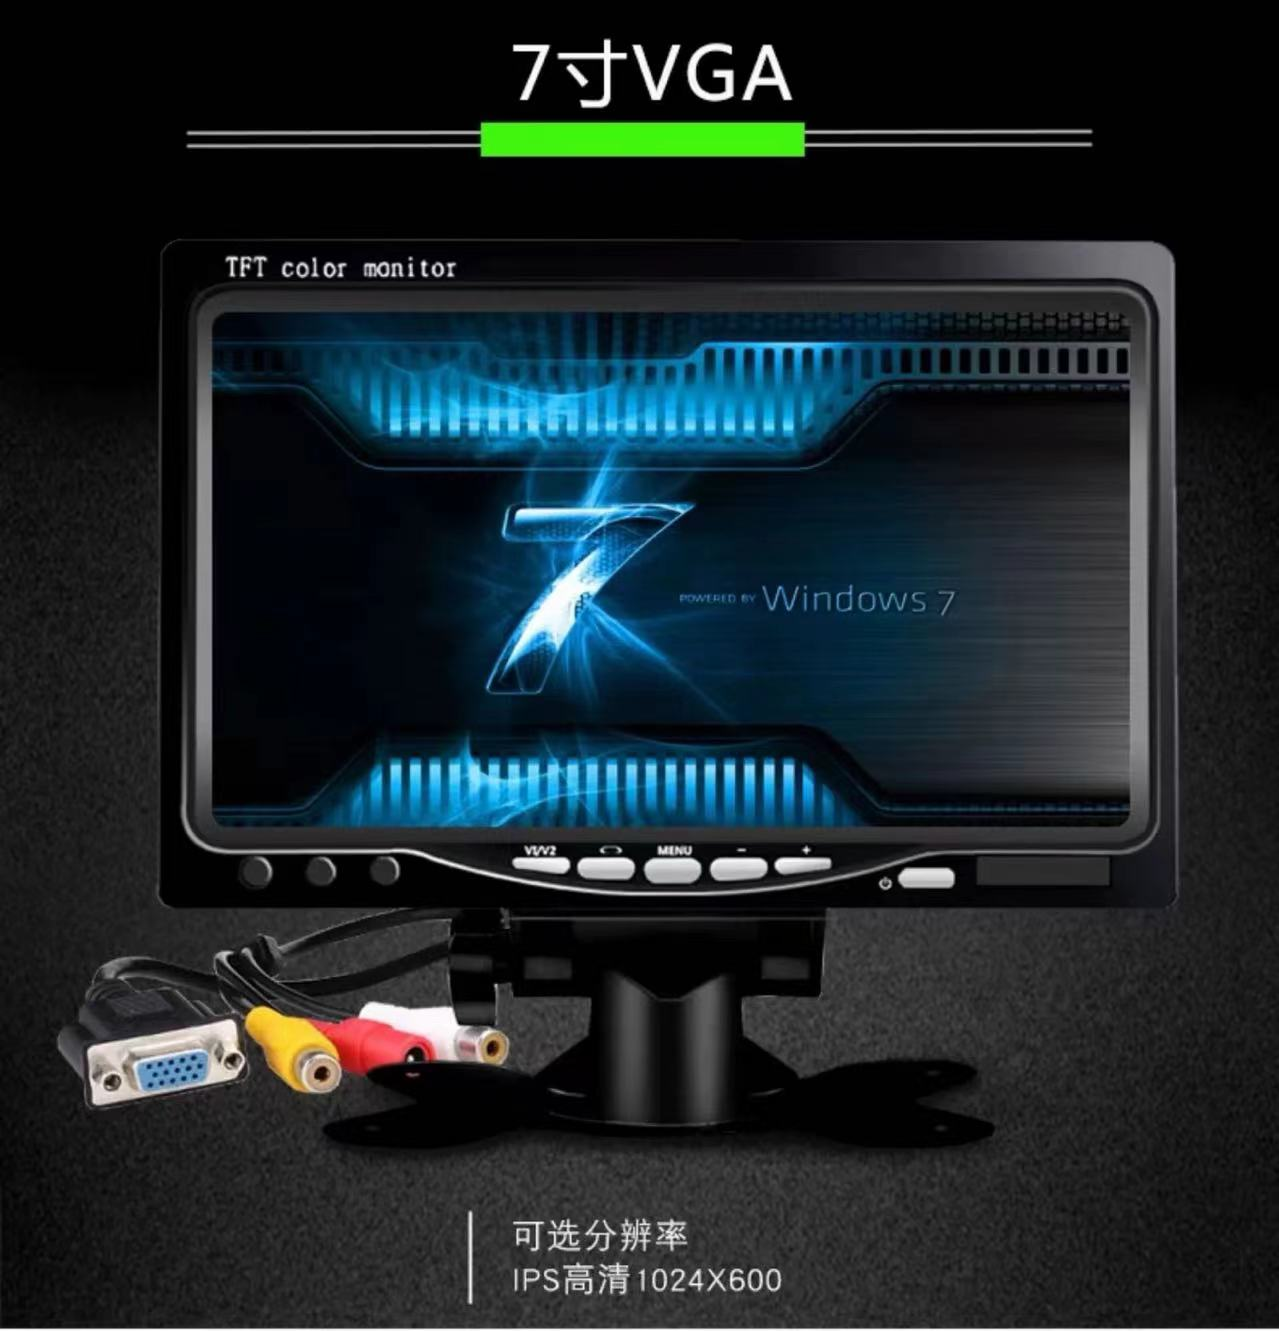 7寸VGA
TFT color monitor
7
POWERED BY Windows 7
V1/V2
MENU
-
+
可选分辨率
IPS高清1024X600